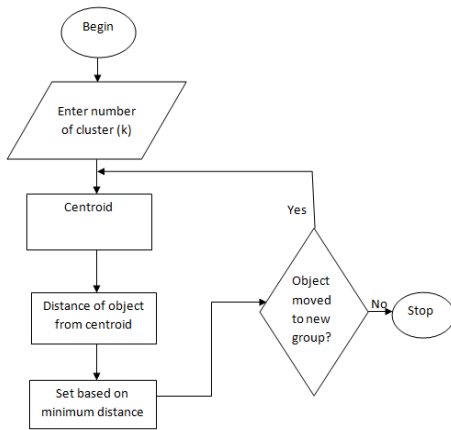 Begin
Enter number
of cluster (k)
Centroid
Distance of object
from centroid
Set based on
minimum distance
Yes
Object
moved
to new
group?
No
Stop